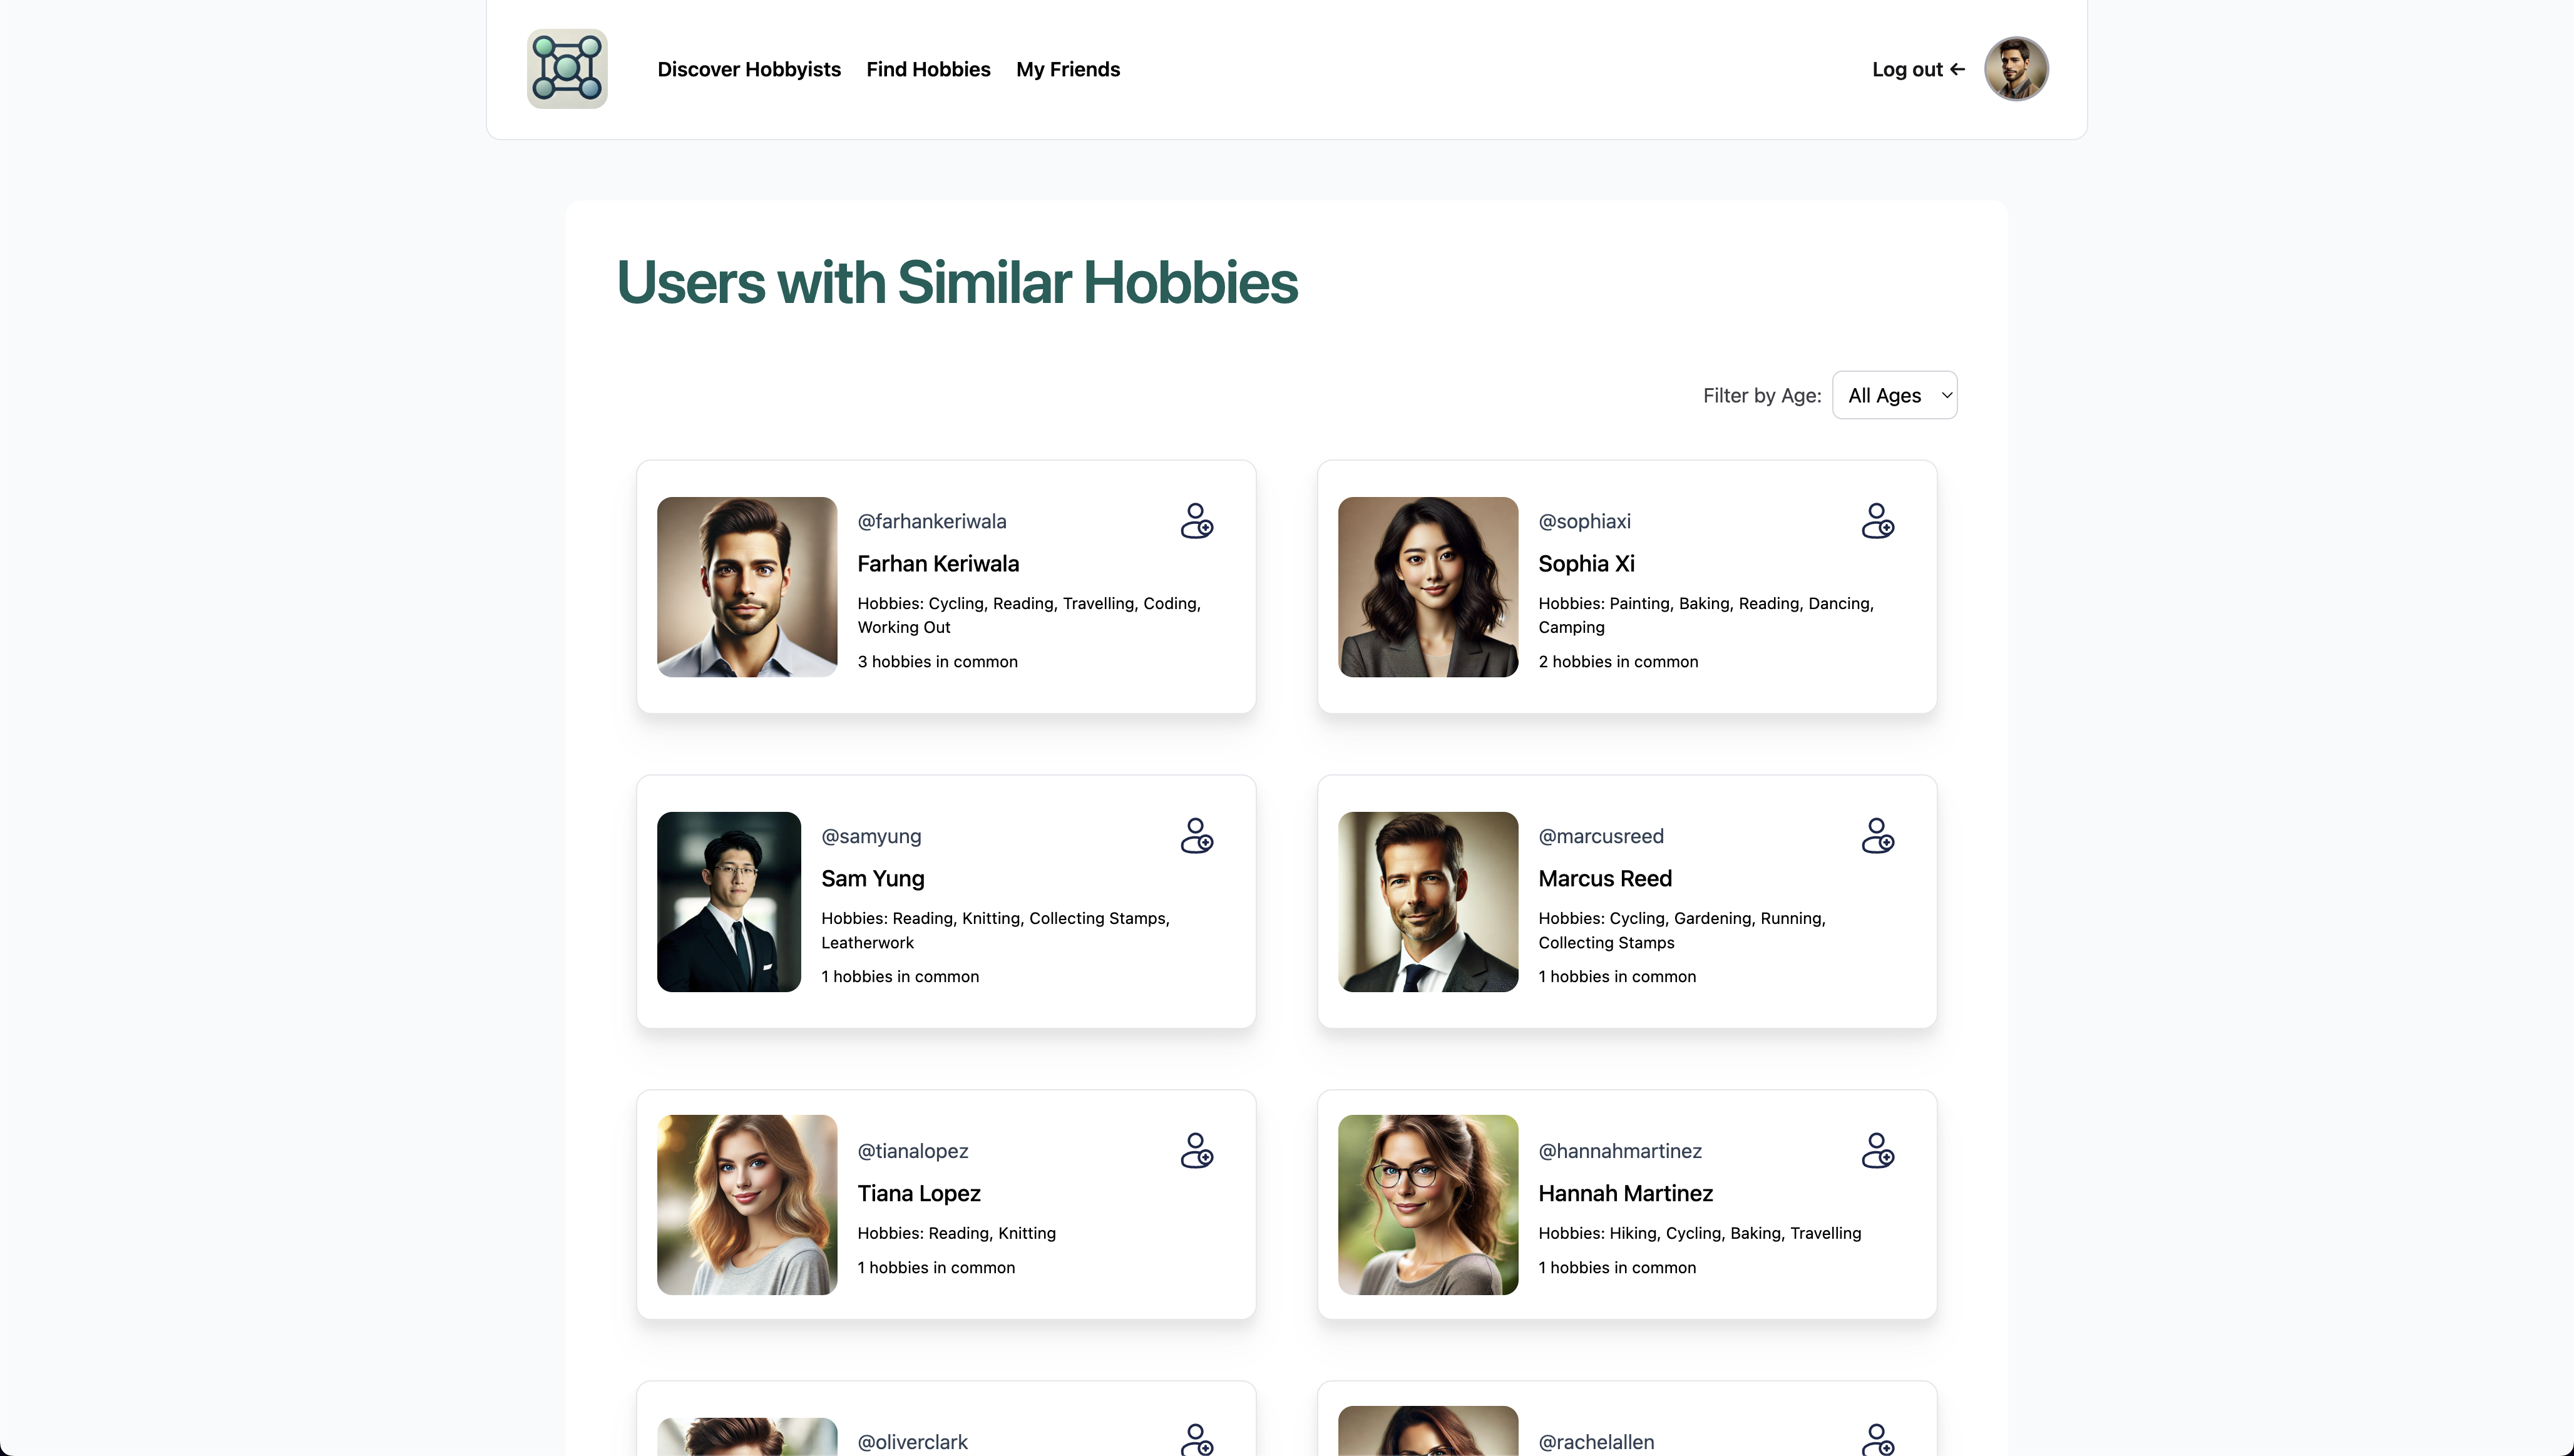 Discover Hobbyists
Find Hobbies
My Friends
Log out ←
Users with Similar Hobbies
Filter by Age:
All Ages
@farhankeriwala
Farhan Keriwala
Hobbies: Cycling, Reading, Travelling, Coding,
Working Out
3 hobbies in common
@sophiaxi
Sophia Xi
Hobbies: Painting, Baking, Reading, Dancing,
Camping
2 hobbies in common
@samyung
Sam Yung
Hobbies: Reading, Knitting, Collecting Stamps,
Leatherwork
1 hobbies in common
@marcusreed
Marcus Reed
Hobbies: Cycling, Gardening, Running,
Collecting Stamps
1 hobbies in common
@tianalopez
Tiana Lopez
Hobbies: Reading, Knitting
1 hobbies in common
@hannahmartinez
Hannah Martinez
Hobbies: Hiking, Cycling, Baking, Travelling
1 hobbies in common
@oliverclark
@rachelallen